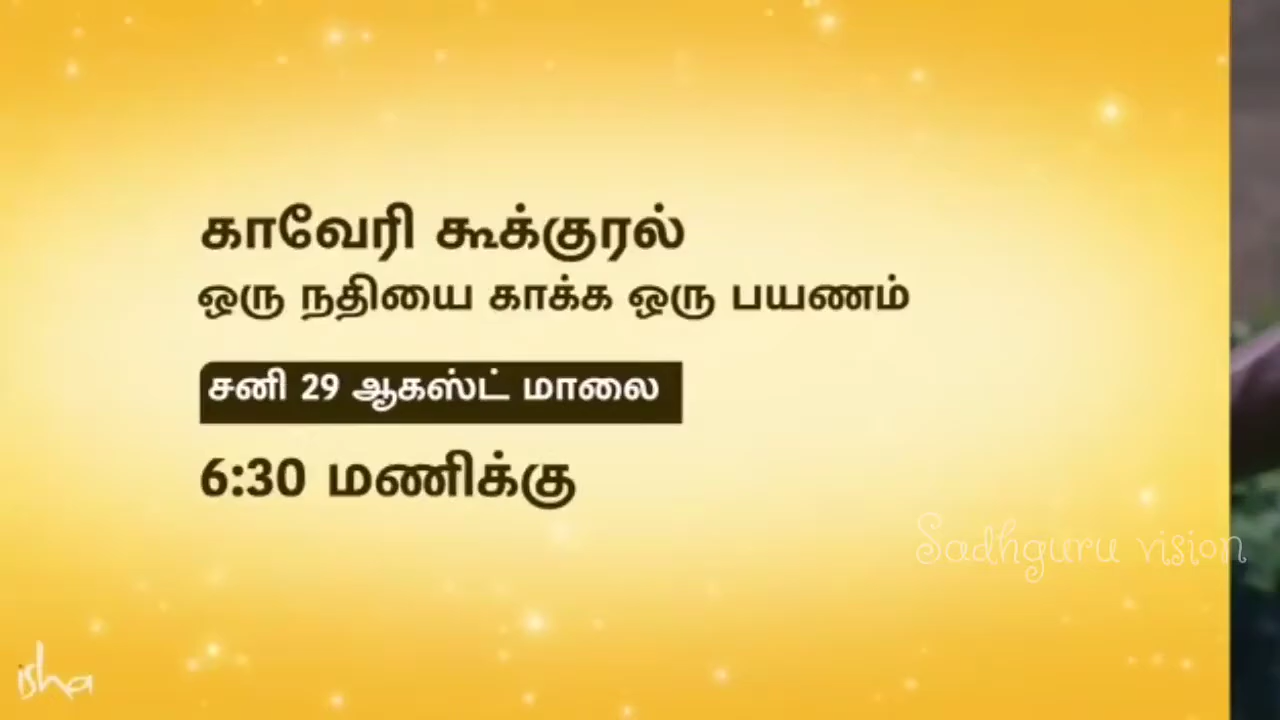 காவேரி கூக்குரல்
ஒரு நதியை காக்க ஒரு பயணம்
சனி 29 ஆகஸ்ட் மாலை
6:30 மணிக்கு
Sadhguru vision
isha